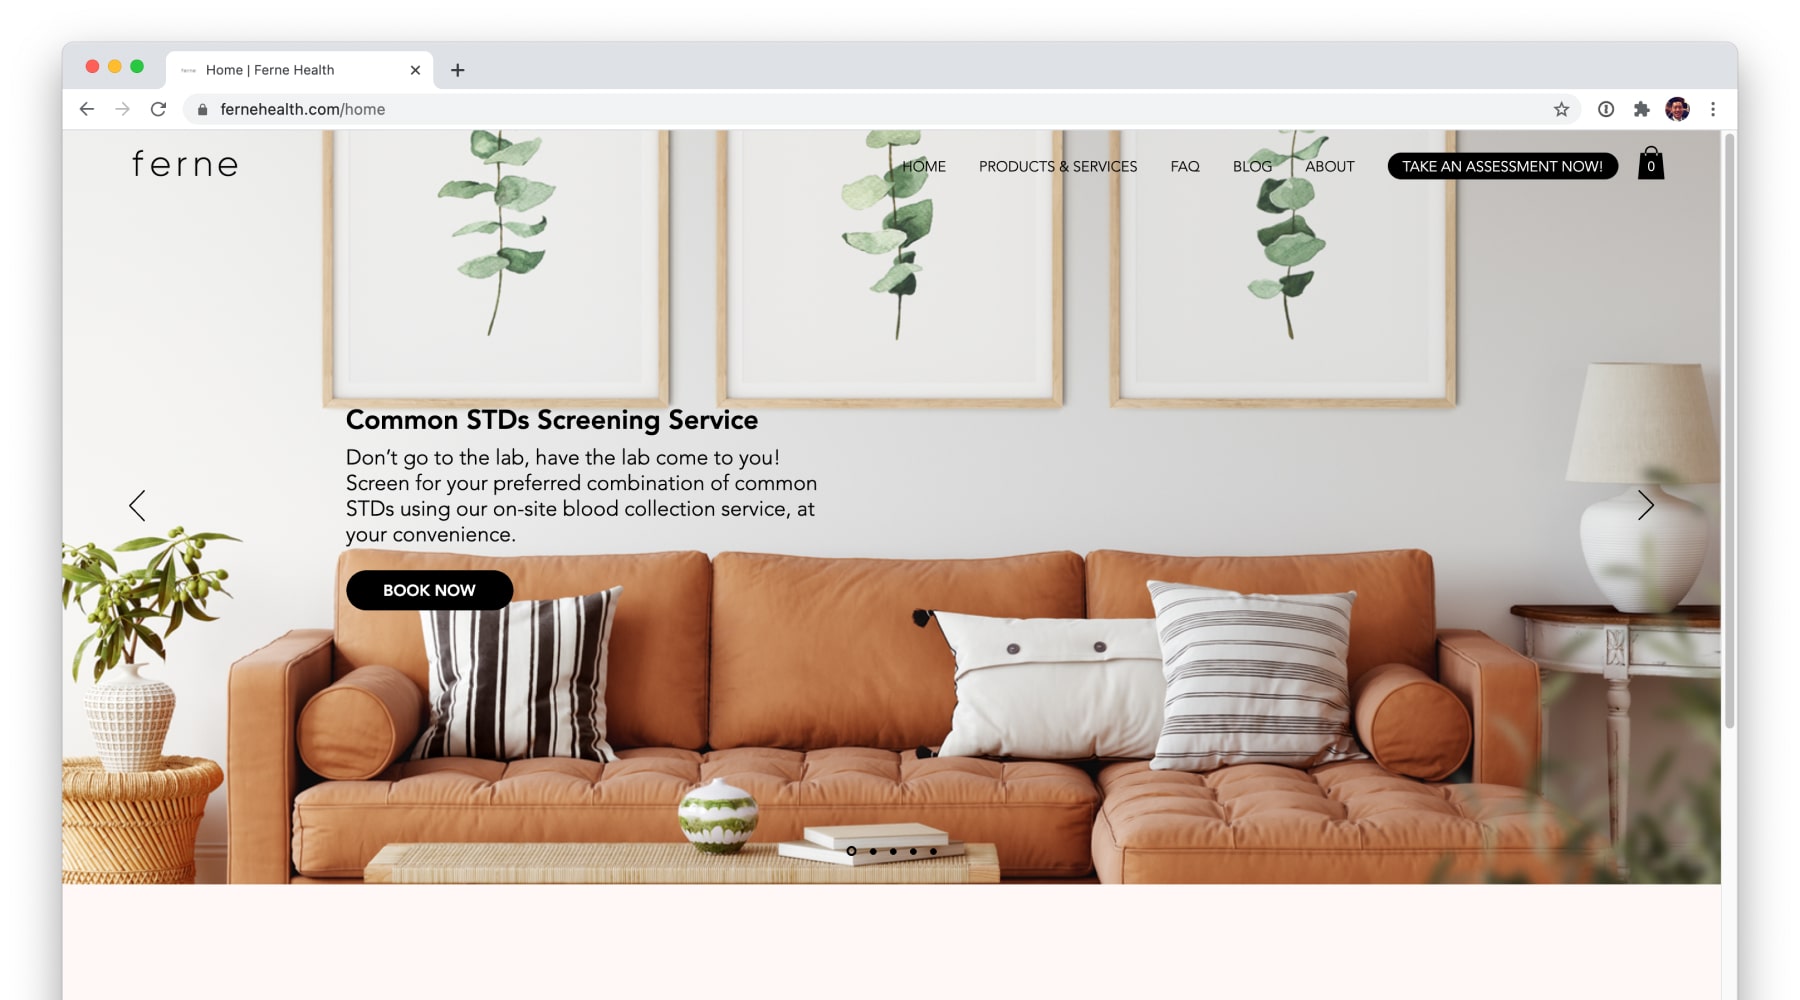 Home | Ferne Health
fernehealth.com/home
ferne
HOME PRODUCTS & SERVICES FAQ BLOG ABOUT TAKE AN ASSESSMENT NOW! 0
Common STDs Screening Service
Don’t go to the lab, have the lab come to you!
Screen for your preferred combination of common
STDs using our on-site blood collection service, at
your convenience.
BOOK NOW